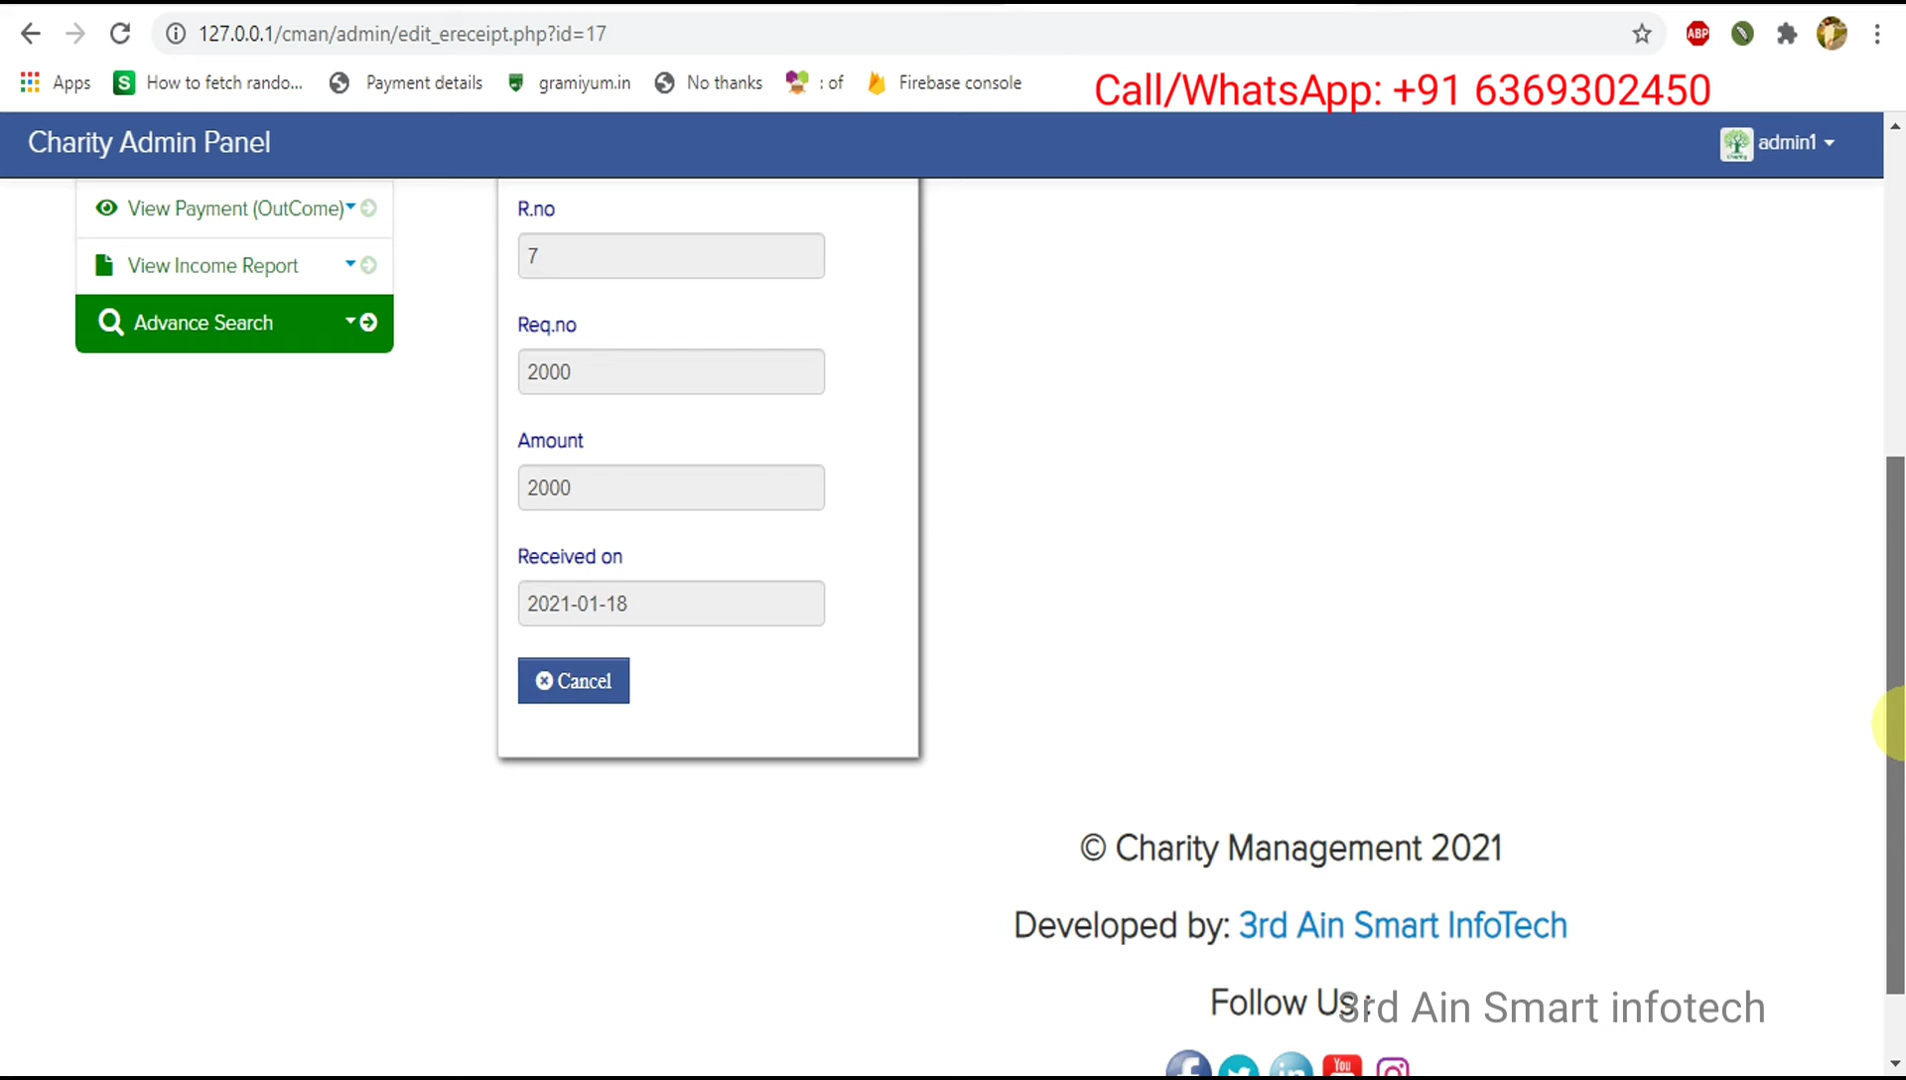 127.0.0.1/cman/admin/edit_ereceipt.php?id=17
ABP
Apps
S
How to fetch rando...
Payment details
gramiyum.in
No thanks
: of
Firebase console
Call/WhatsApp: +91 6369302450
Charity Admin Panel
admin1
View Payment (OutCome)
View Income Report
Advance Search
R.no
7
Req.no
2000
Amount
2000
Received on
2021-01-18
Cancel
© Charity Management 2021
Developed by: 3rd Ain Smart InfoTech
Follow Us :
3rd Ain Smart infotech
You